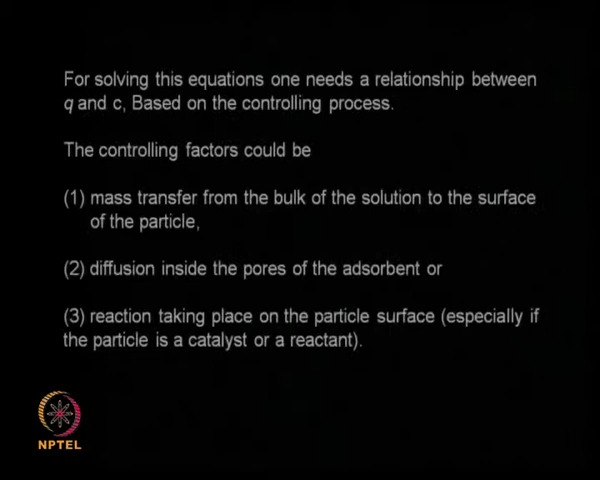 For solving this equations one needs a relationship between
q and c, Based on the controlling process.
The controlling factors could be
(1) mass transfer from the bulk of the solution to the surface
of the particle,
(2) diffusion inside the pores of the adsorbent or
(3) reaction taking place on the particle surface (especially if
the particle is a catalyst or a reactant).
NPTEL